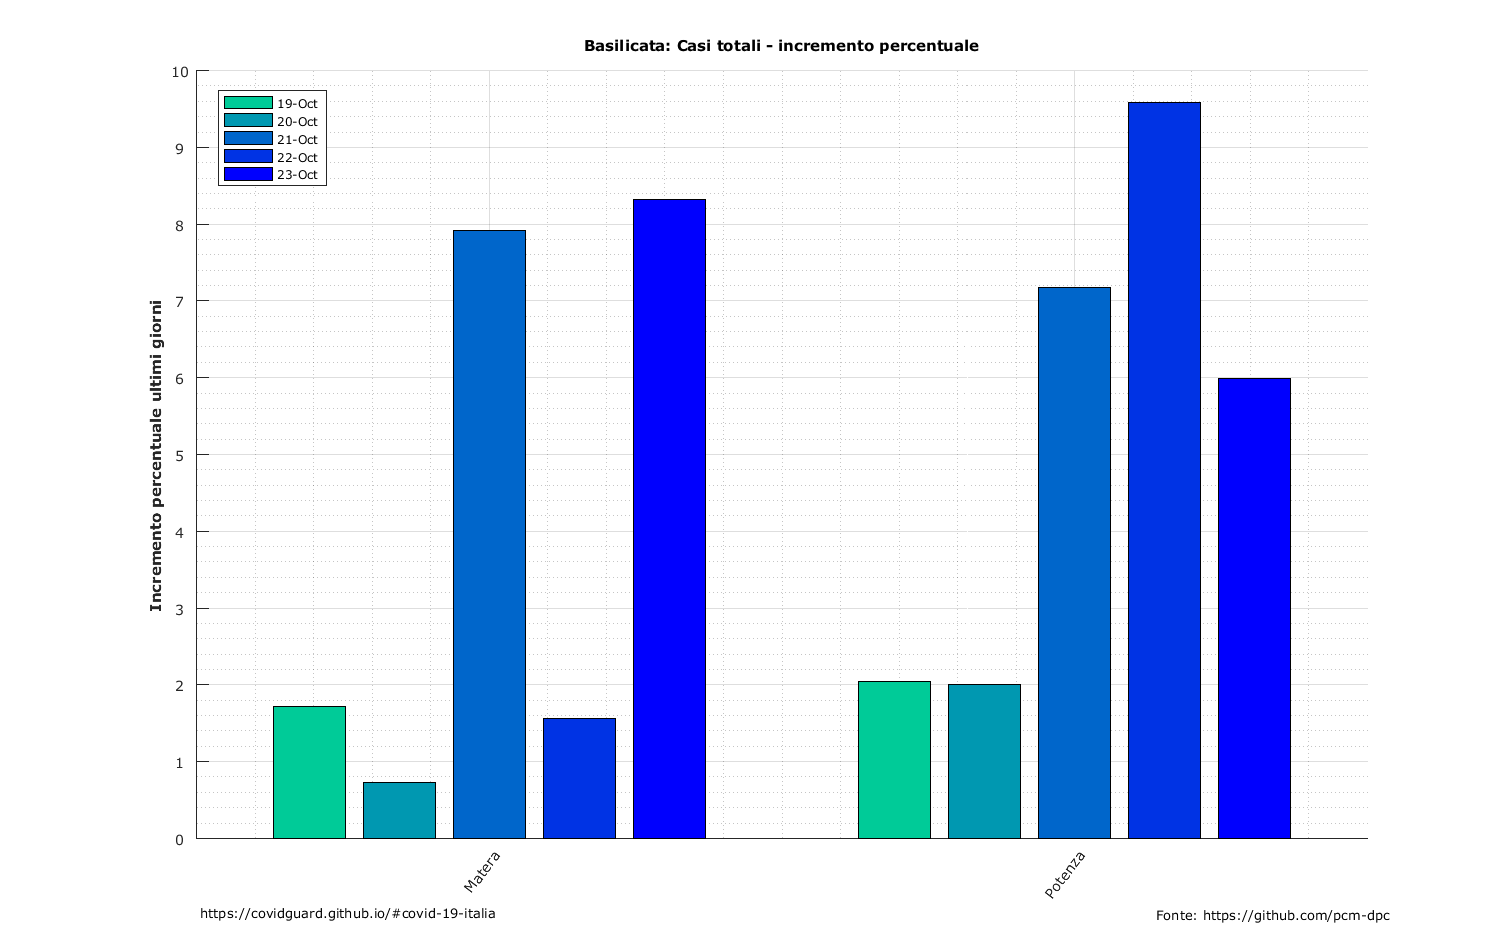 Basilicata: Casi totali - incremento percentuale
19-Oct
20-Oct
21-Oct
22-Oct
23-Oct
Incremento percentuale ultimi giorni
10
9
8
7
6
5
4
3
2
1
0
Matera
Potenza
https://covidguard.github.io/#covid-19-italia
Fonte: https://github.com/pcm-dpc